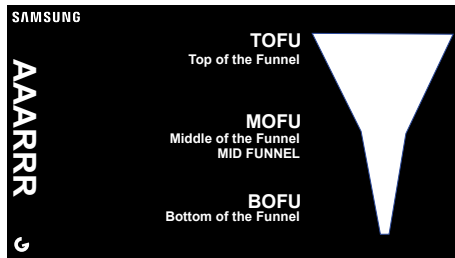 SAMSUNG
AAARRR
TOFU
Top of the Funnel
MOFU
Middle of the Funnel
MID FUNNEL
BOFU
Bottom of the Funnel